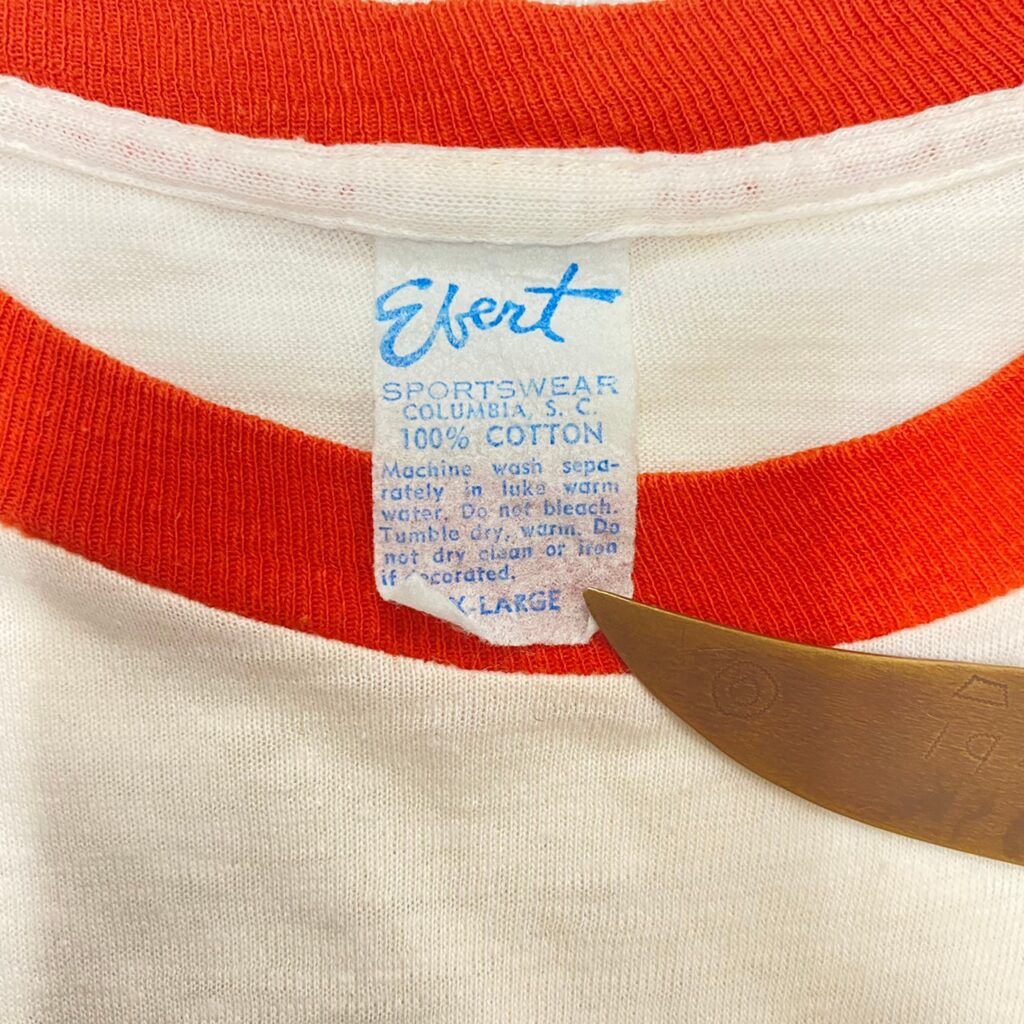 Ebert
SPORTSWEAR
COLUMBIA, S. C.
100% COTTON
Machine wash sepa-
rately in luke warm
water. Do not bleach.
Tumble dry, warm. Do
not dry clean or iron
if decorated.
X-LARGE
19